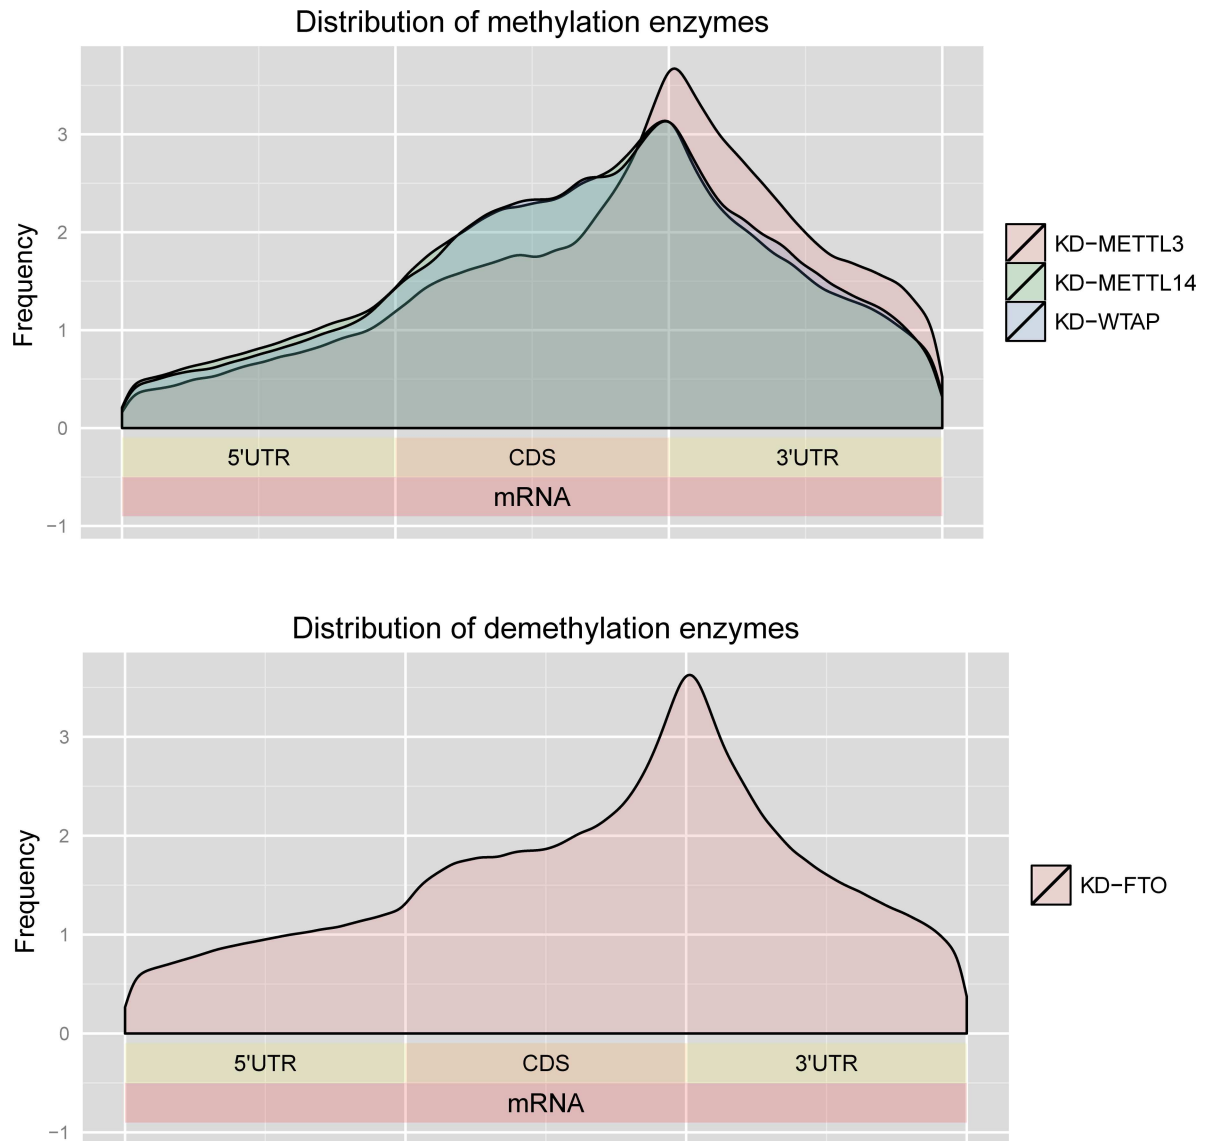 Distribution of methylation enzymes
3
2
1
0
−1
Frequency
5'UTR CDS 3'UTR
mRNA
KD−METTL3
KD−METTL14
KD−WTAP
Distribution of demethylation enzymes
3
2
1
0
−1
Frequency
5'UTR CDS 3'UTR
mRNA
KD−FTO